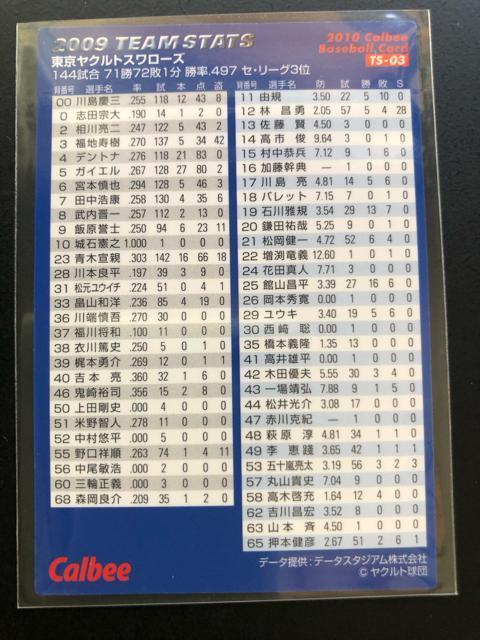 2009 TEAM STATS
2010 Calbee
Baseball Card
TS-03
東京ヤクルトスワローズ
144試合 71勝72敗1分 勝率.497 セ・リーグ3位
背番号 選手名 率 試 本 点 盗
00 川島慶三 .255 118 12 43 8
0 志田宗大 .190 14 1 2 0
2 相川亮二 .247 122 5 43 2
3 福地寿樹 .270 137 5 34 42
4 デントナ .276 118 21 83 0
5 ガイエル .267 128 27 80 2
6 宮本慎也 .294 128 5 46 3
7 田中浩康 .258 130 4 35 6
8 武内晋一 .257 112 2 13 0
9 飯原誉士 .250 94 6 23 11
10 城石憲之 1.000 1 0 0 0
23 青木宣親 .303 142 16 66 18
28 川本良平 .197 39 3 9 0
31 松元ユウイチ .224 51 0 4 1
33 畠山和洋 .236 85 4 19 0
36 川端慎吾 .270 30 0 0 0
37 福川将和 .100 11 0 0 0
38 衣川篤史 .250 5 0 1 0
39 梶本勇介 .269 12 0 1 1
40 吉本亮 .360 32 1 6 0
46 鬼崎裕司 .356 15 2 8 0
50 上田剛史 .000 4 0 0 0
51 米野智人 .000 3 0 0 0
52 中村悠平 .000 5 0 0 0
55 野口祥順 .263 74 1 4 11
56 中尾敏浩 .000 2 0 0 0
60 三輪正義 .000 3 0 0 0
68 森岡良介 .209 35 1 2 0
背番号 選手名 防 試 勝 敗 S
11 由規 3.50 22 5 10 0
12 林昌勇 2.05 57 5 4 28
13 佐藤賢 4.50 3 0 0 0
14 高市俊 9.64 3 0 1 0
15 村中恭兵 7.12 9 1 6 0
16 加藤幹典 - 0 0 0 0
17 川島亮 4.81 14 5 6 0
18 バレット 7.15 7 0 1 0
19 石川雅規 3.54 29 13 7 0
20 鎌田祐哉 5.25 9 0 1 0
21 松岡健一 4.72 52 6 4 0
22 増渕竜義 12.60 1 0 1 0
24 花田真人 7.71 3 0 0 0
25 館山昌平 3.39 27 16 6 0
26 岡本秀寛 0.00 1 0 0 0
29 ユウキ 3.40 19 5 6 0
30 西崎聡 4.00 5 0 0 0
35 橋本義隆 1.35 13 0 0 0
41 高井雄平 - 0 0 0 0
42 木田優夫 5.55 30 3 4 0
43 一場靖弘 7.88 9 1 5 0
44 松井光介 3.08 17 0 0 0
47 赤川克紀 - 0 0 0 0
48 萩原淳 4.81 34 1 1 0
49 李恵践 3.65 42 1 1 1
53 五十嵐亮太 3.19 56 3 2 3
57 丸山貴史 7.04 9 0 0 0
58 高木啓充 1.64 12 4 0 0
62 吉川昌宏 3.52 8 0 0 0
63 山本斉 4.50 1 0 0 0
65 押本健彦 2.67 51 2 6 1
データ提供：データスタジアム株式会社
© ヤクルト球団
Calbee